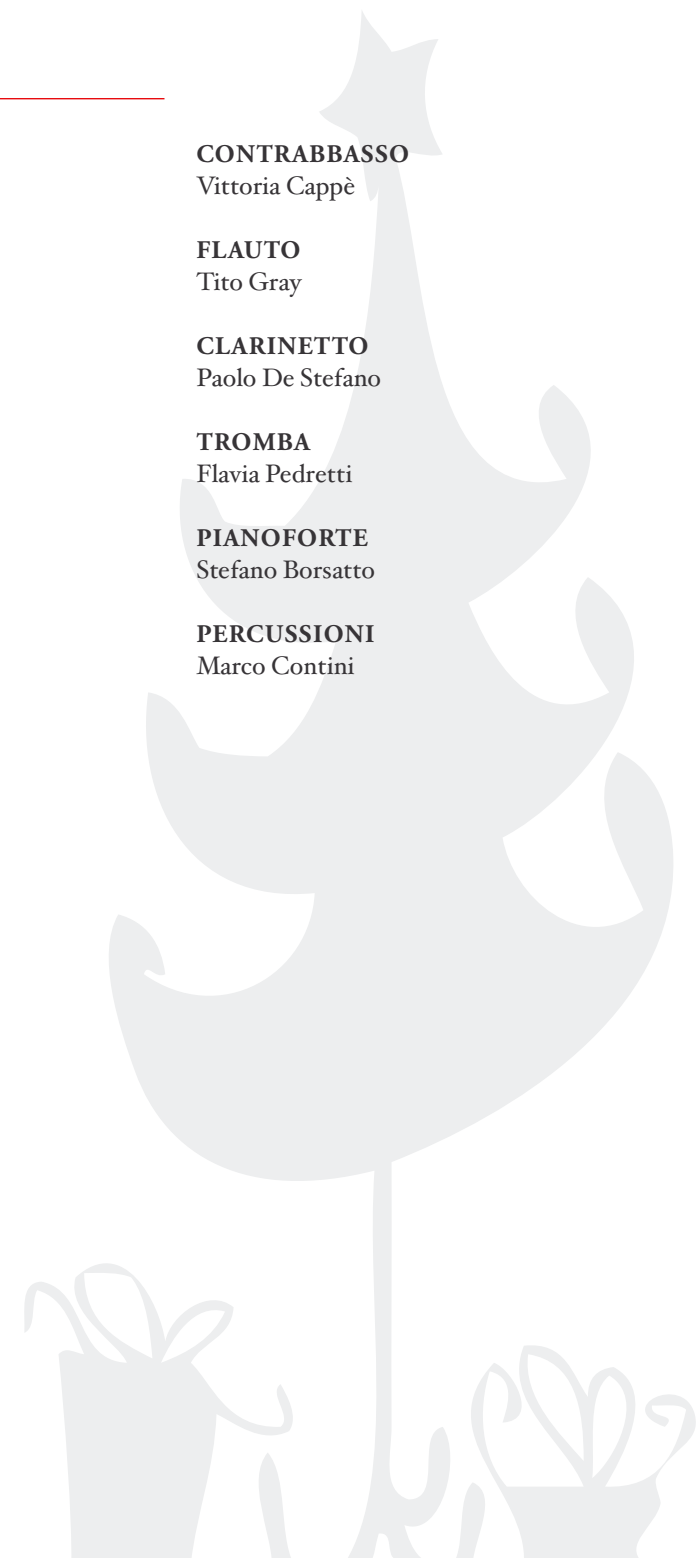 CONTRABBASSO
Vittoria Cappè
FLAUTO
Tito Gray
CLARINETTO
Paolo De Stefano
TROMBA
Flavia Pedretti
PIANOFORTE
Stefano Borsatto
PERCUSSIONI
Marco Contini